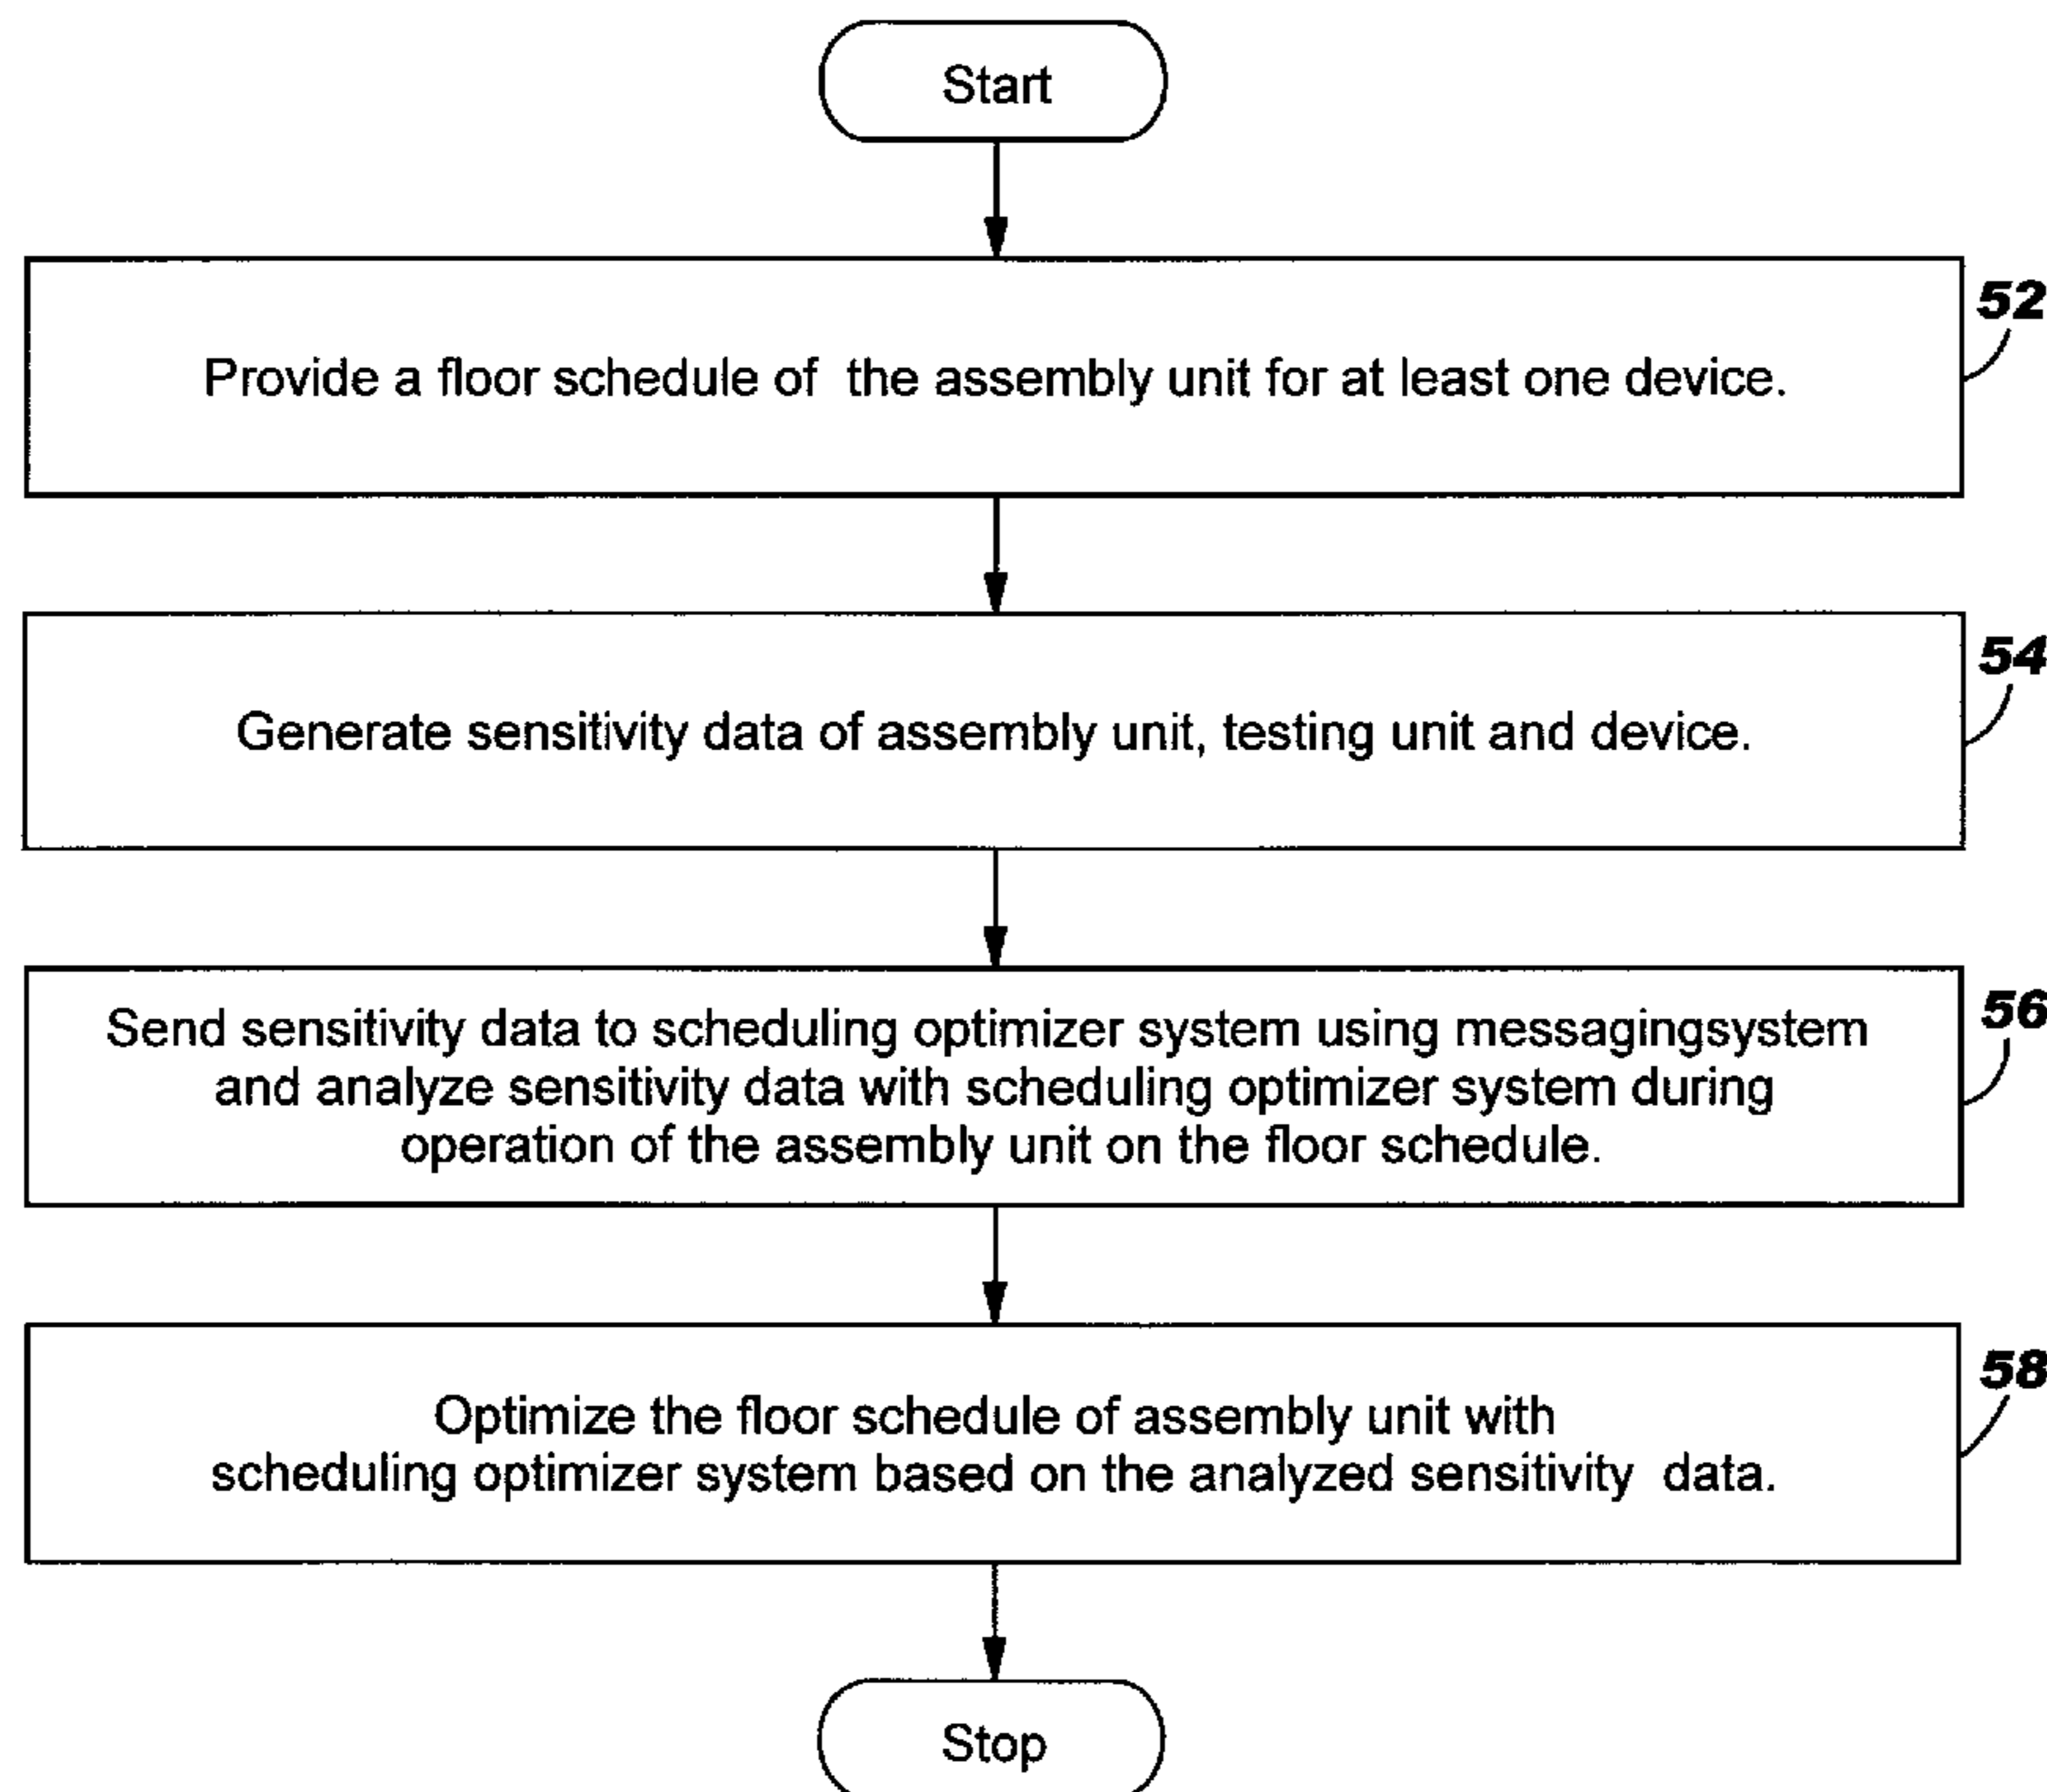 Start
52
Provide a floor schedule of the assembly unit for at least one device.
54
Generate sensitivity data of assembly unit, testing unit and device.
56
Send sensitivity data to scheduling optimizer system using messagingsystem
and analyze sensitivity data with scheduling optimizer system during
operation of the assembly unit on the floor schedule.
58
Optimize the floor schedule of assembly unit with
scheduling optimizer system based on the analyzed sensitivity data.
Stop